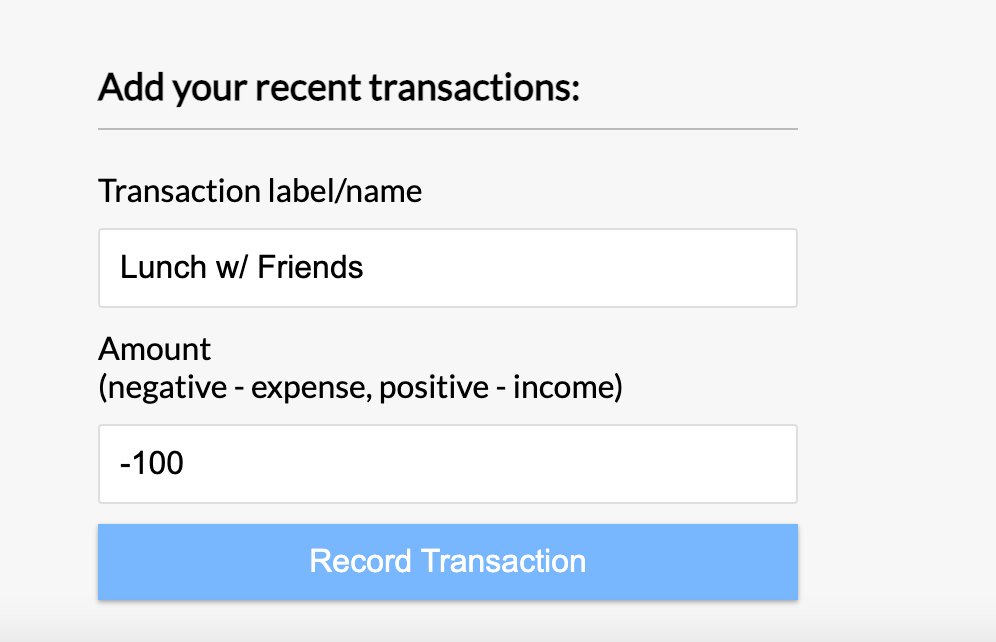 Add your recent transactions:
Transaction label/name
Lunch w/ Friends
Amount
(negative - expense, positive - income)
-100
Record Transaction